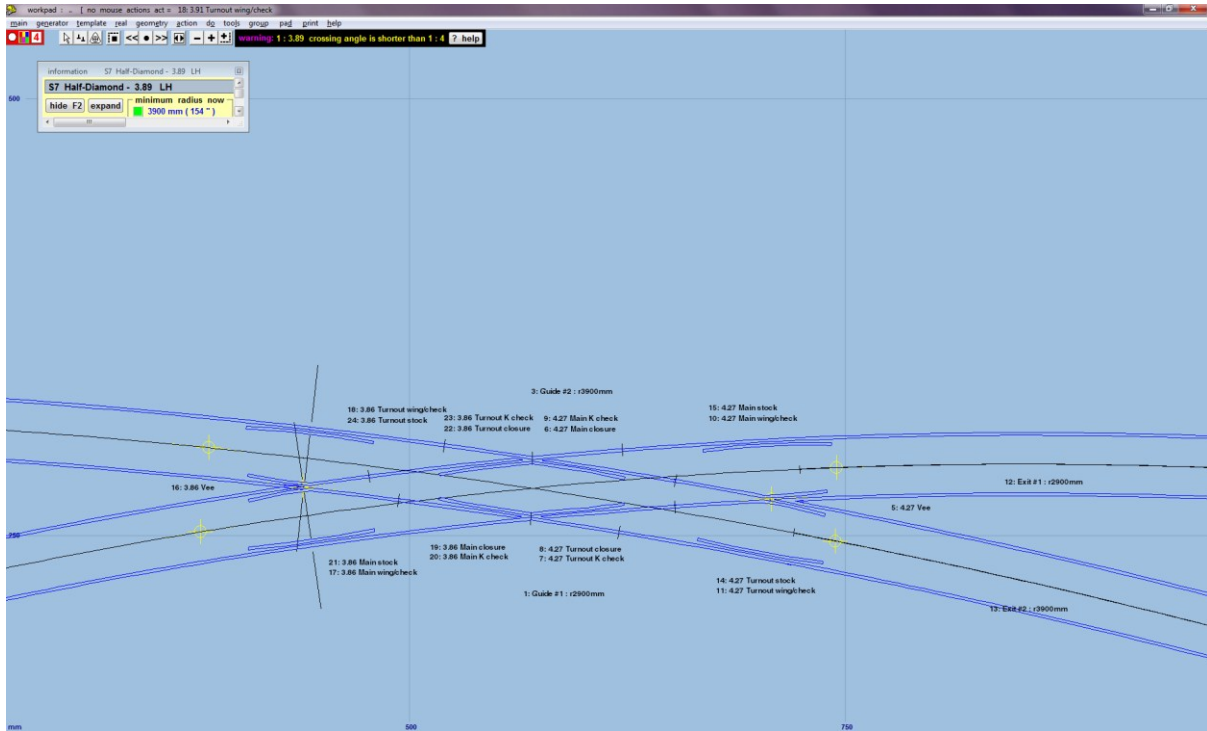 workpad : .. [ no mouse actions act = 18: 3.91 Turnout wing/check
main generator template real geometry action do tools group pad print help
4 << >> warning: 1 : 3.89 crossing angle is shorter than 1 : 4 ? help
information S7 Half-Diamond - 3.89 LH
S7 Half-Diamond - 3.89 LH
hide F2 expand minimum radius now
3900 mm ( 154 " )
500
3: Guide #2 : r3900mm
18: 3.86 Turnout wing/check
24: 3.86 Turnout stock
23: 3.86 Turnout K check
22: 3.86 Turnout closure
9: 4.27 Main K check
6: 4.27 Main closure
15: 4.27 Main stock
10: 4.27 Main wing/check
16: 3.86 Vee
12: Exit #1 : r2900mm
5: 4.27 Vee
750
19: 3.86 Main closure
20: 3.86 Main K check
8: 4.27 Turnout closure
7: 4.27 Turnout K check
21: 3.86 Main stock
17: 3.86 Main wing/check
14: 4.27 Turnout stock
11: 4.27 Turnout wing/check
1: Guide #1 : r2900mm
13: Exit #2 : r3900mm
mm 500 750